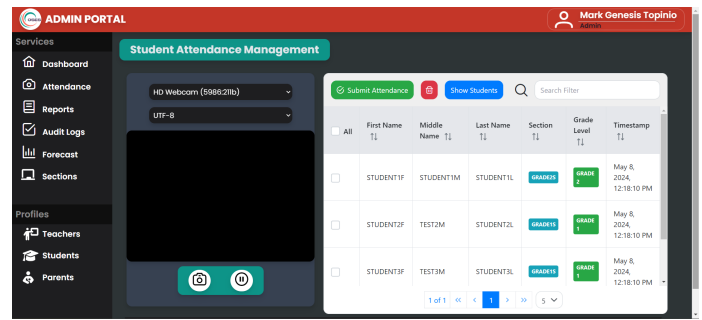 ADMIN PORTAL
Mark Genesis Topinio
Admin
Services
Dashboard
Attendance
Reports
Audit Logs
Forecast
Sections
Profiles
Teachers
Students
Parents
Student Attendance Management
HD Webcam (5986:211b)
UTF-8
Submit Attendance
Show Students
Search Filter
All
First Name
Middle Name
Last Name
Section
Grade Level
Timestamp
STUDENT1F STUDENT1M STUDENT1L GRADE2S GRADE 2 May 8, 2024, 12:18:10 PM
STUDENT2F TEST2M STUDENT2L GRADE1S GRADE 1 May 8, 2024, 12:18:10 PM
STUDENT3F TEST3M STUDENT3L GRADE1S GRADE 1 May 8, 2024, 12:18:10 PM
1 of 1 << < 1 > >> 5